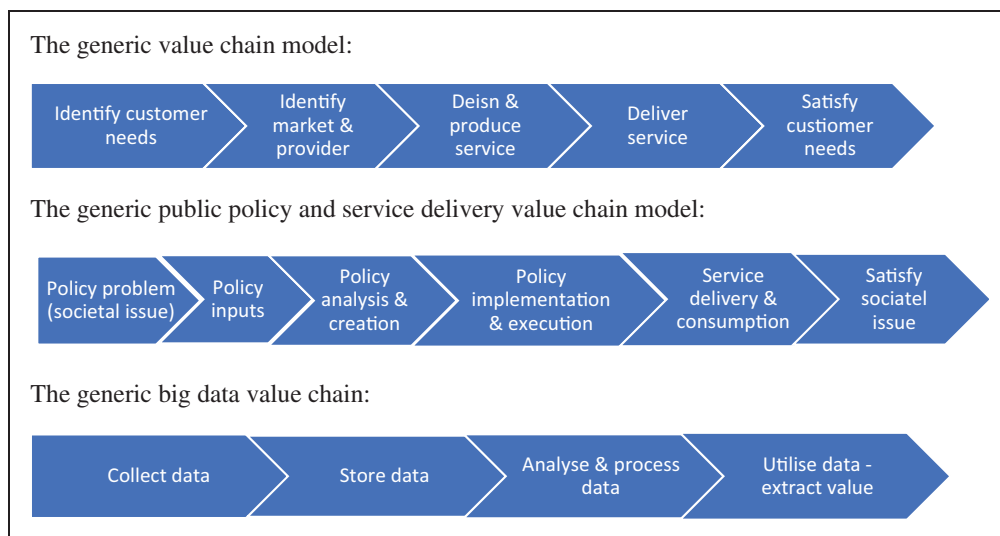 The generic value chain model:
Identify customer
needs
Identify
market &
provider
Deisn &
produce
service
Deliver
service
Satisfy
customer
needs
The generic public policy and service delivery value chain model:
Policy problem
(societal issue)
Policy
inputs
Policy
analysis &
creation
Policy
implementation
& execution
Service
delivery &
consumption
Satisfy
sociatel
issue
The generic big data value chain:
Collect data
Store data
Analyse & process
data
Utilise data -
extract value